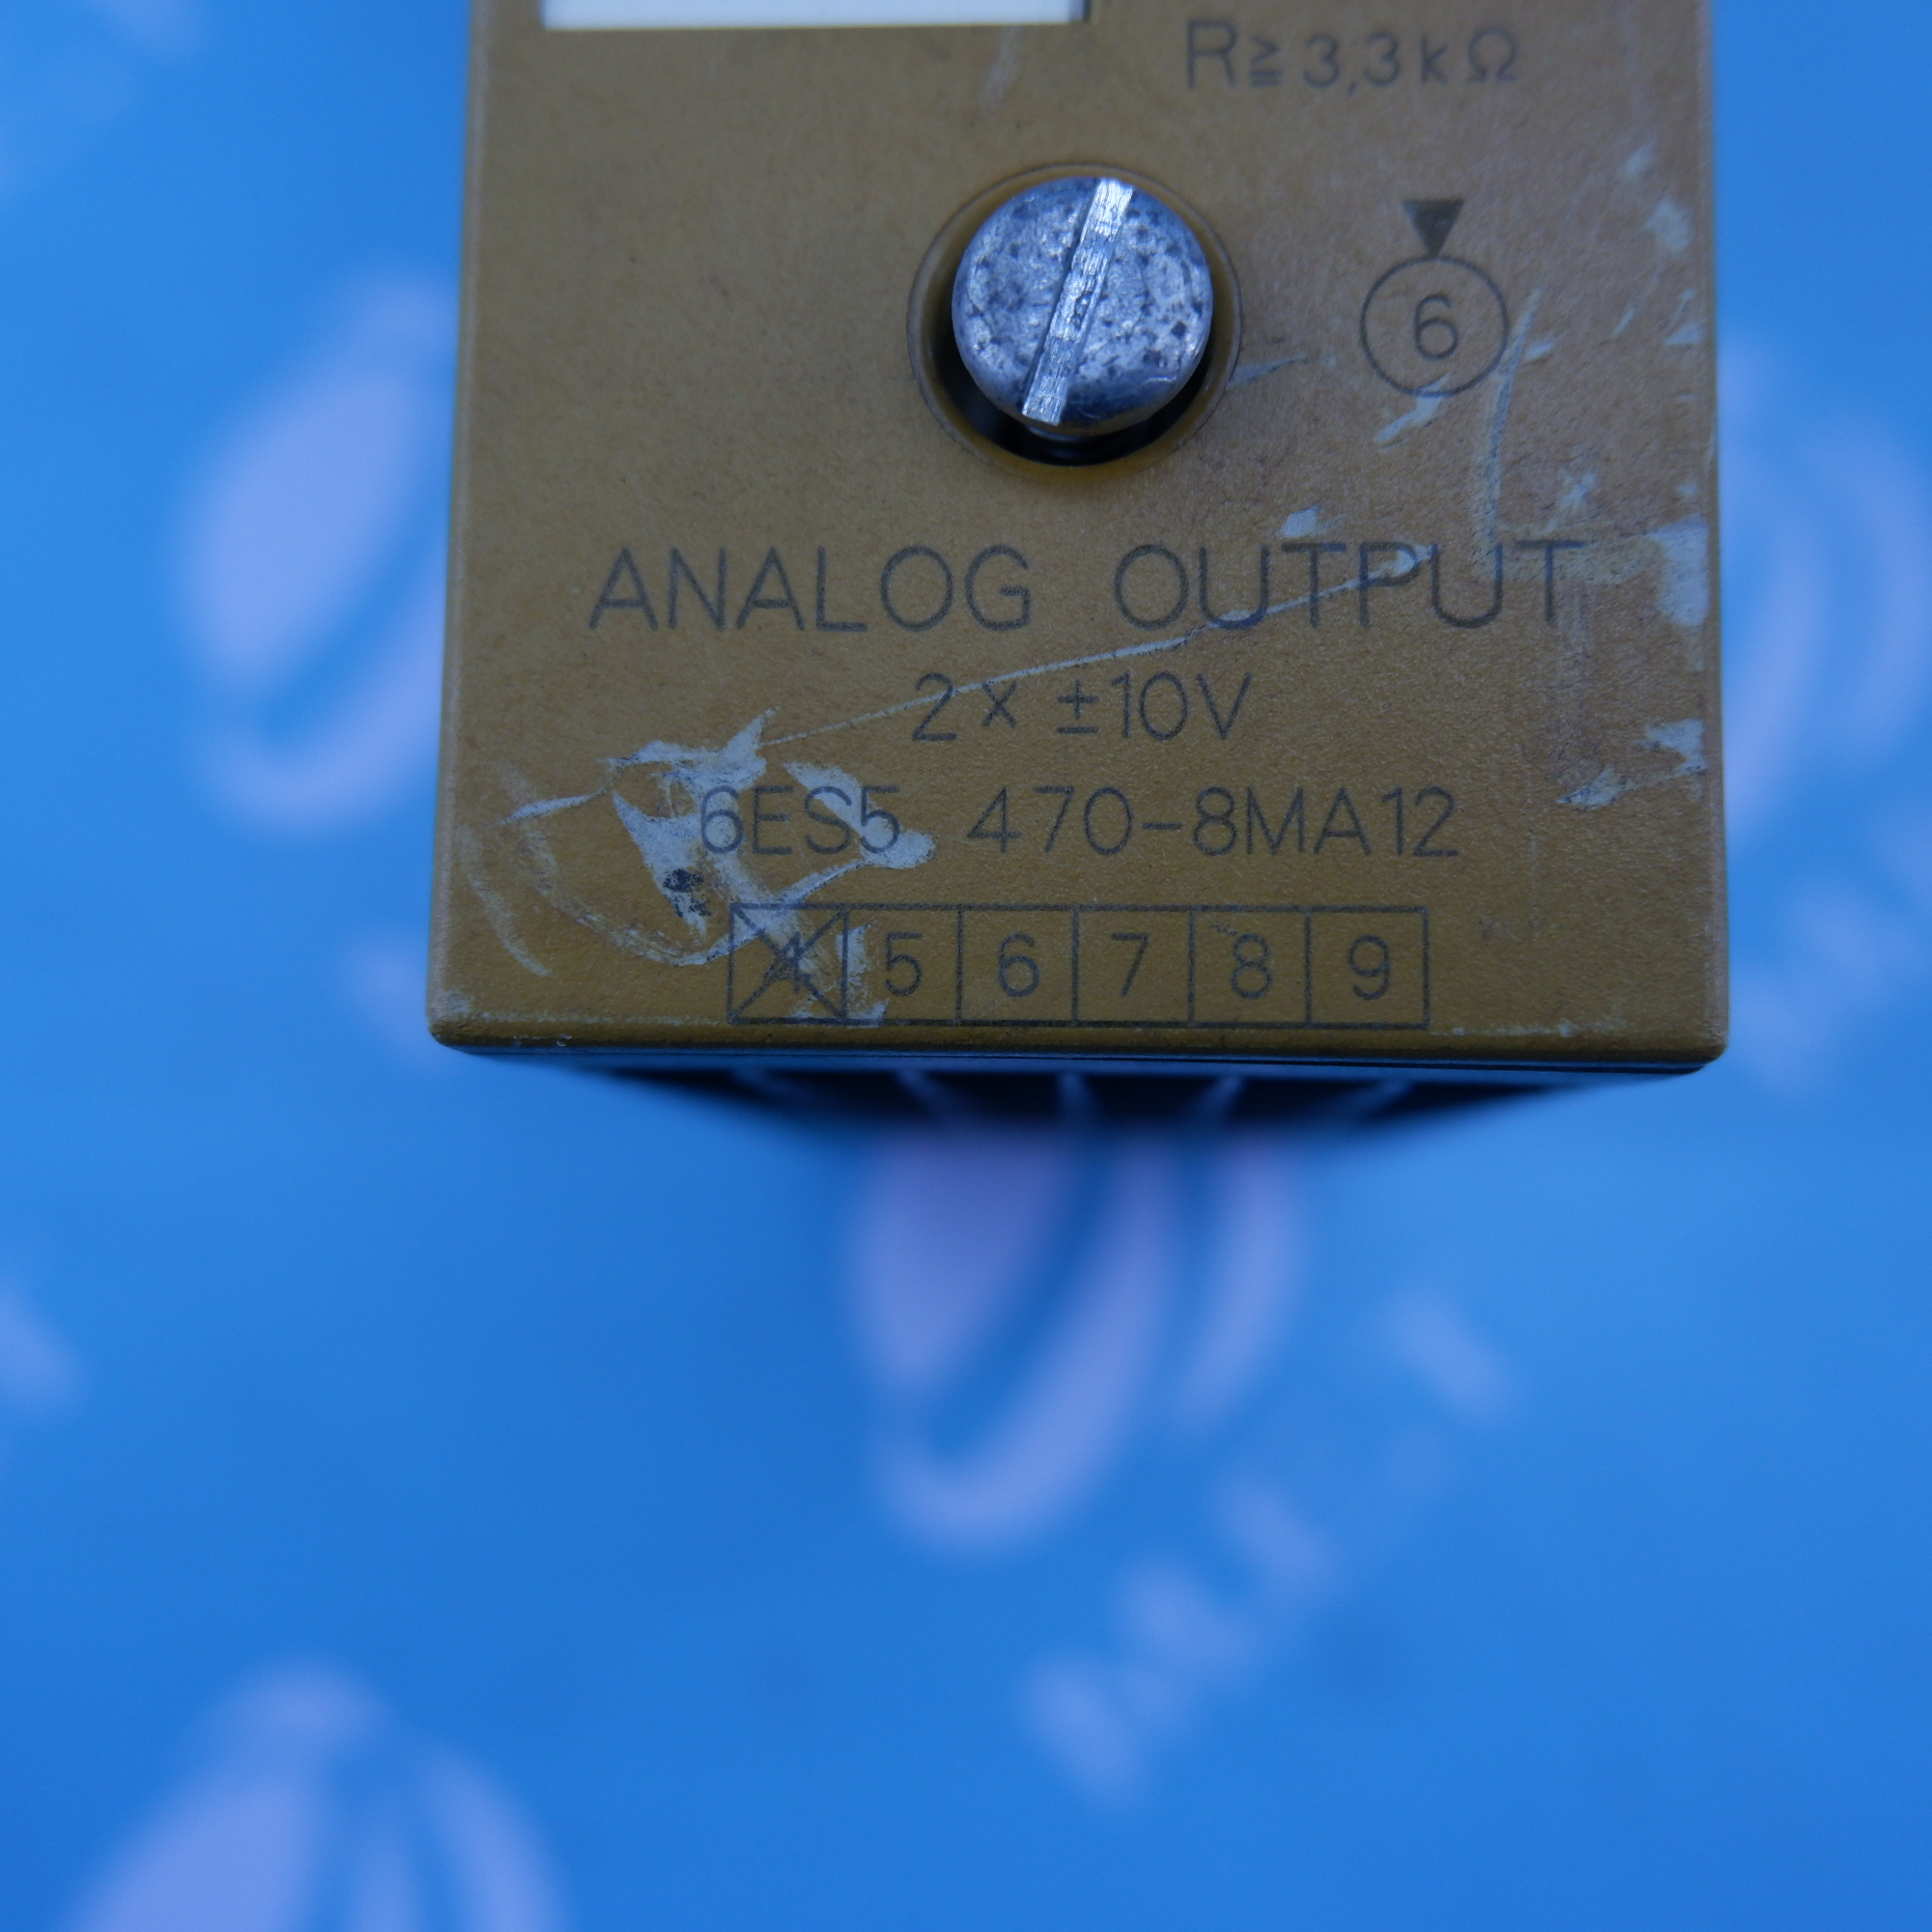 R≧3,3kΩ
6
ANALOG OUTPUT
2x ±10V
6ES5 470-8MA12
4 5 6 7 8 9